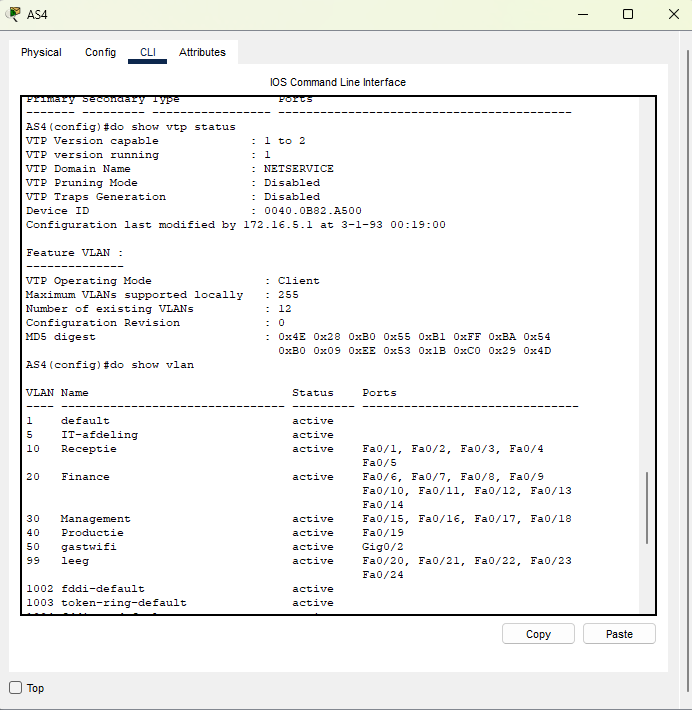 AS4
Physical Config CLI Attributes
IOS Command Line Interface
Primary Secondary Type Ports
------- --------- ----------------- ------------------------------------------
AS4(config)#do show vtp status
VTP Version capable : 1 to 2
VTP version running : 1
VTP Domain Name : NETSERVICE
VTP Pruning Mode : Disabled
VTP Traps Generation : Disabled
Device ID : 0040.0B82.A500
Configuration last modified by 172.16.5.1 at 3-1-93 00:19:00
Feature VLAN :
--------------
VTP Operating Mode : Client
Maximum VLANs supported locally : 255
Number of existing VLANs : 12
Configuration Revision : 0
MD5 digest : 0x4E 0x28 0xB0 0x55 0xB1 0xFF 0xBA 0x54
0xB0 0x09 0xEE 0x53 0x1B 0xC0 0x29 0x4D
AS4(config)#do show vlan
VLAN Name Status Ports
---- -------------------------------- --------- -------------------------------
1 default active
5 IT-afdeling active
10 Receptie active Fa0/1, Fa0/2, Fa0/3, Fa0/4
Fa0/5
20 Finance active Fa0/6, Fa0/7, Fa0/8, Fa0/9
Fa0/10, Fa0/11, Fa0/12, Fa0/13
Fa0/14
30 Management active Fa0/15, Fa0/16, Fa0/17, Fa0/18
40 Productie active Fa0/19
50 gastwifi active Gig0/2
99 leeg active Fa0/20, Fa0/21, Fa0/22, Fa0/23
Fa0/24
1002 fddi-default active
1003 token-ring-default active
Copy Paste
Top